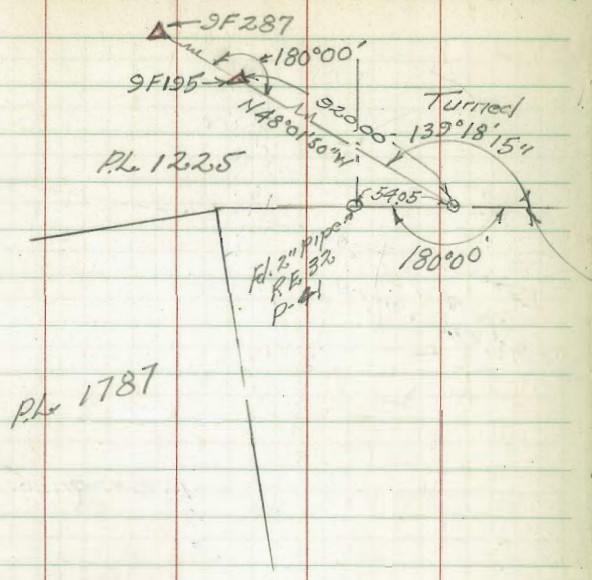 9F287
180°00'
9F195
920.00'
N48°01'50"W
Turned
139°18'15"
P.L. 1225
54.05
Fd. 2" pipe
R.E. 32
180°00'
P.L. 1787